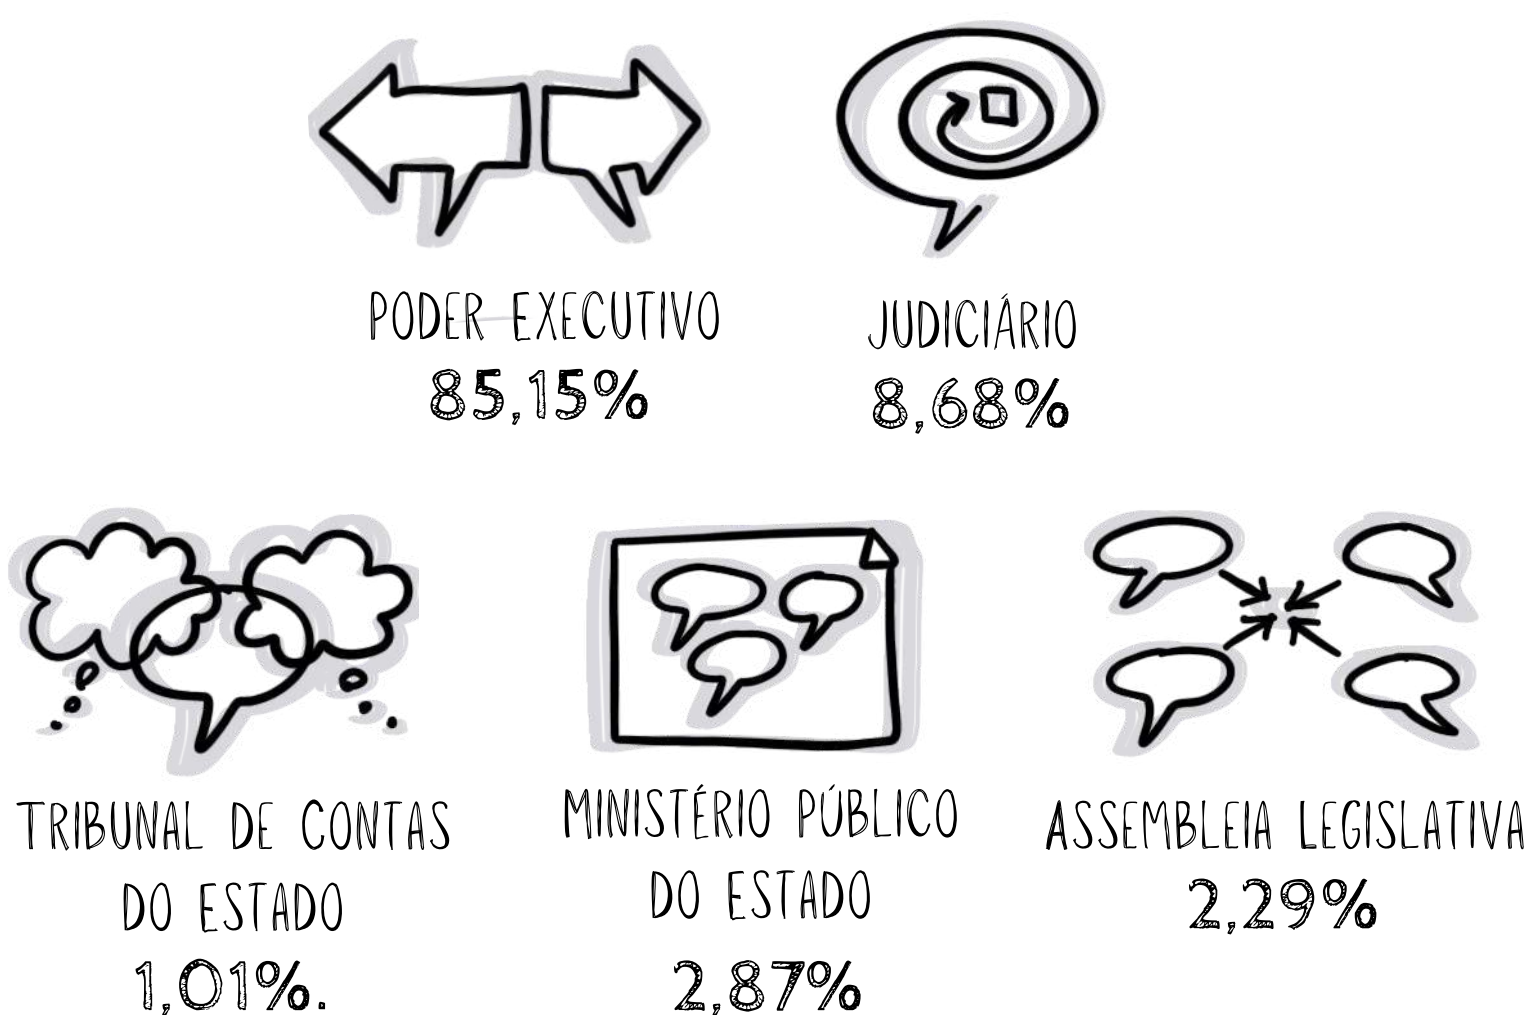 PODER EXECUTIVO
85,15%
JUDICIÁRIO
8,68%
TRIBUNAL DE CONTAS
DO ESTADO
1,01%.
MINISTÉRIO PÚBLICO
DO ESTADO
2,87%
ASSEMBLEIA LEGISLATIVA
2,29%